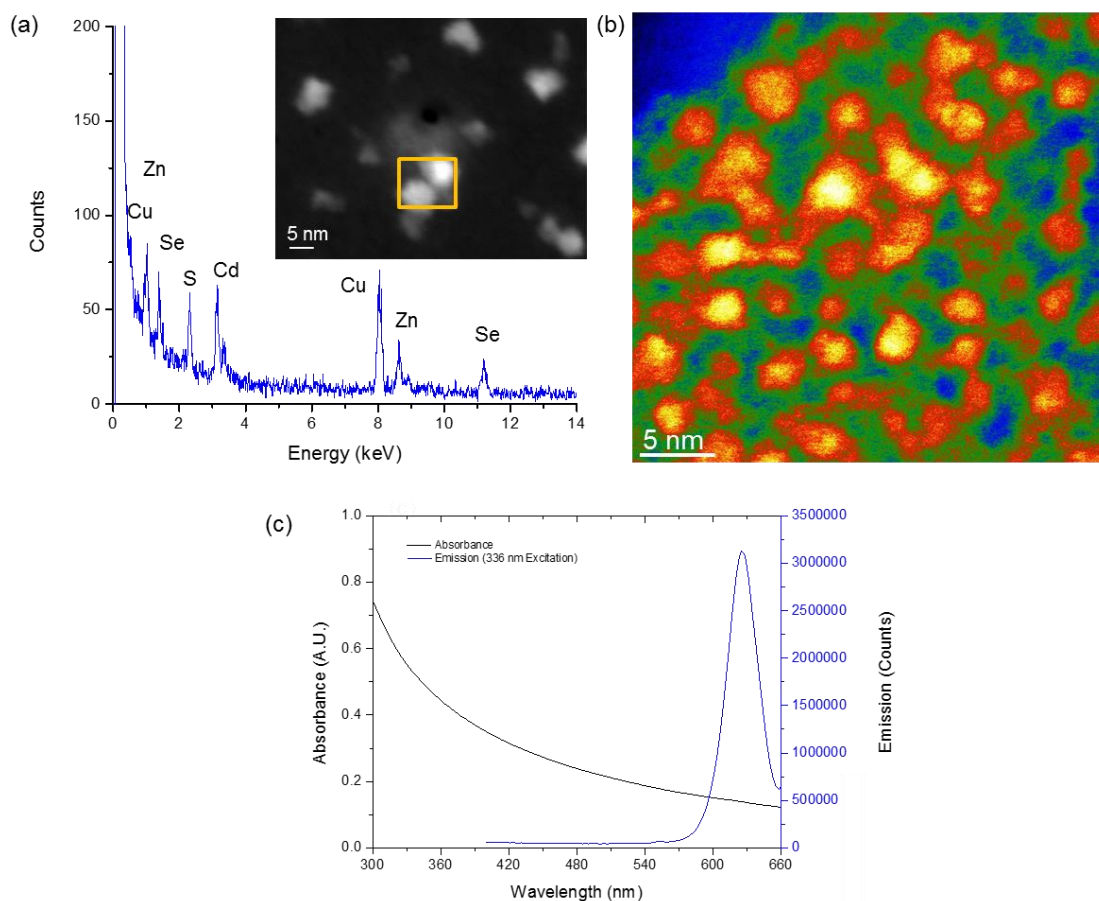 (a)
200
150
100
50
0
Counts
Zn
Cu
Se
S
Cd
Cu
Zn
Se
5 nm
0 2 4 6 8 10 12 14
Energy (keV)
(b)
5 nm
(c)
1.0
0.8
0.6
0.4
0.2
0.0
Absorbance (A.U.)
Absorbance
Emission (336 nm Excitation)
3500000
3000000
2500000
2000000
1500000
1000000
500000
0
Emission (Counts)
300 360 420 480 540 600 660
Wavelength (nm)